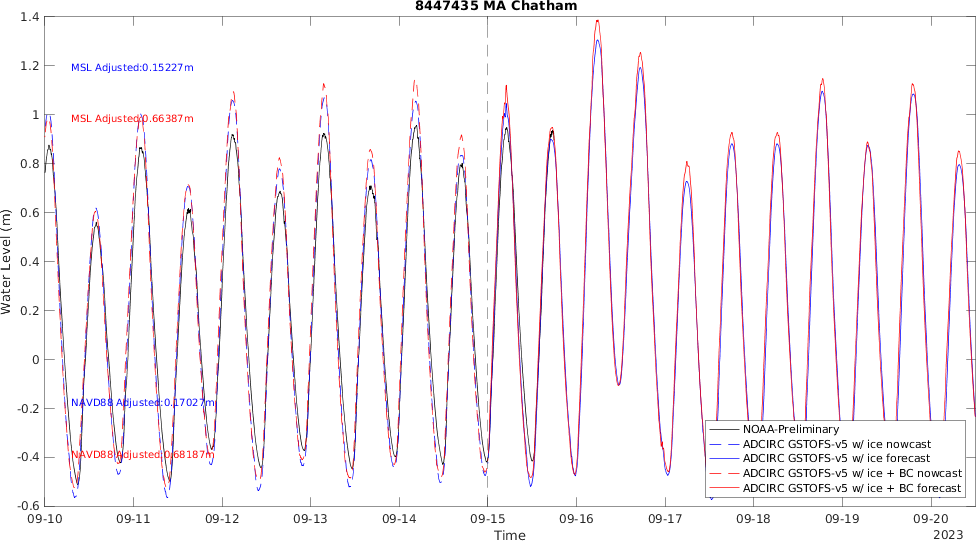 8447435 MA Chatham
1.4
1.2
1
0.8
0.6
0.4
0.2
0
-0.2
-0.4
-0.6
Water Level (m)
MSL Adjusted:0.15227m
MSL Adjusted:0.66387m
NAVD88 Adjusted:0.17027m
NAVD88 Adjusted:0.68187m
NOAA-Preliminary
ADCIRC GSTOFS-v5 w/ ice nowcast
ADCIRC GSTOFS-v5 w/ ice forecast
ADCIRC GSTOFS-v5 w/ ice + BC nowcast
ADCIRC GSTOFS-v5 w/ ice + BC forecast
09-10 09-11 09-12 09-13 09-14 09-15 09-16 09-17 09-18 09-19 09-20
Time
2023